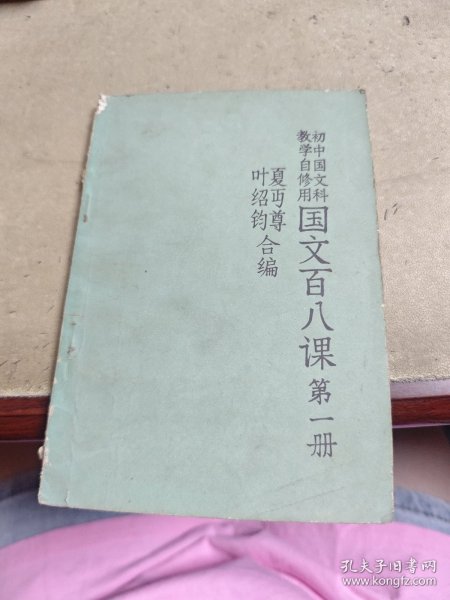 初中国文科
教学自修用
国文百八课 第一册
夏丏尊
叶绍钧
合编
孔夫子旧书网
www.kongfz.com